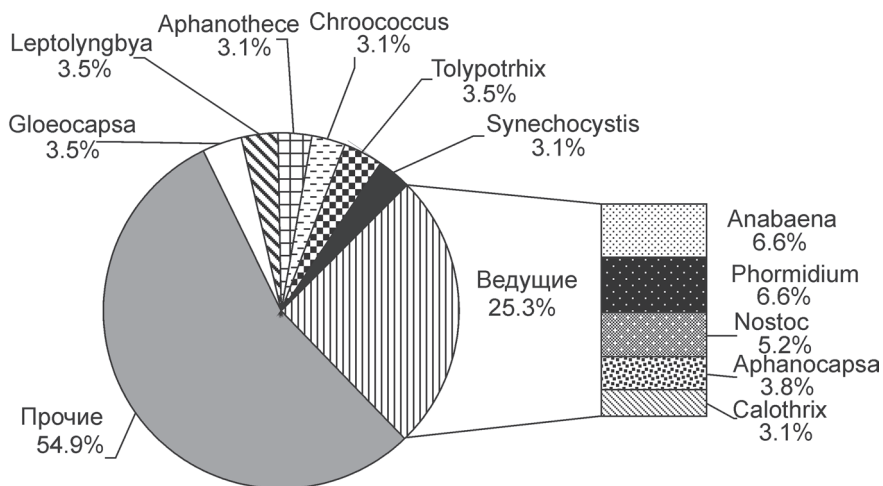 Aphanothece
3.1%
Chroococcus
3.1%
Leptolyngbya
3.5%
Tolypotrhix
3.5%
Gloeocapsa
3.5%
Synechocystis
3.1%
Ведущие
25.3%
Anabaena
6.6%
Phormidium
6.6%
Nostoc
5.2%
Aphanocapsa
3.8%
Calothrix
3.1%
Прочие
54.9%